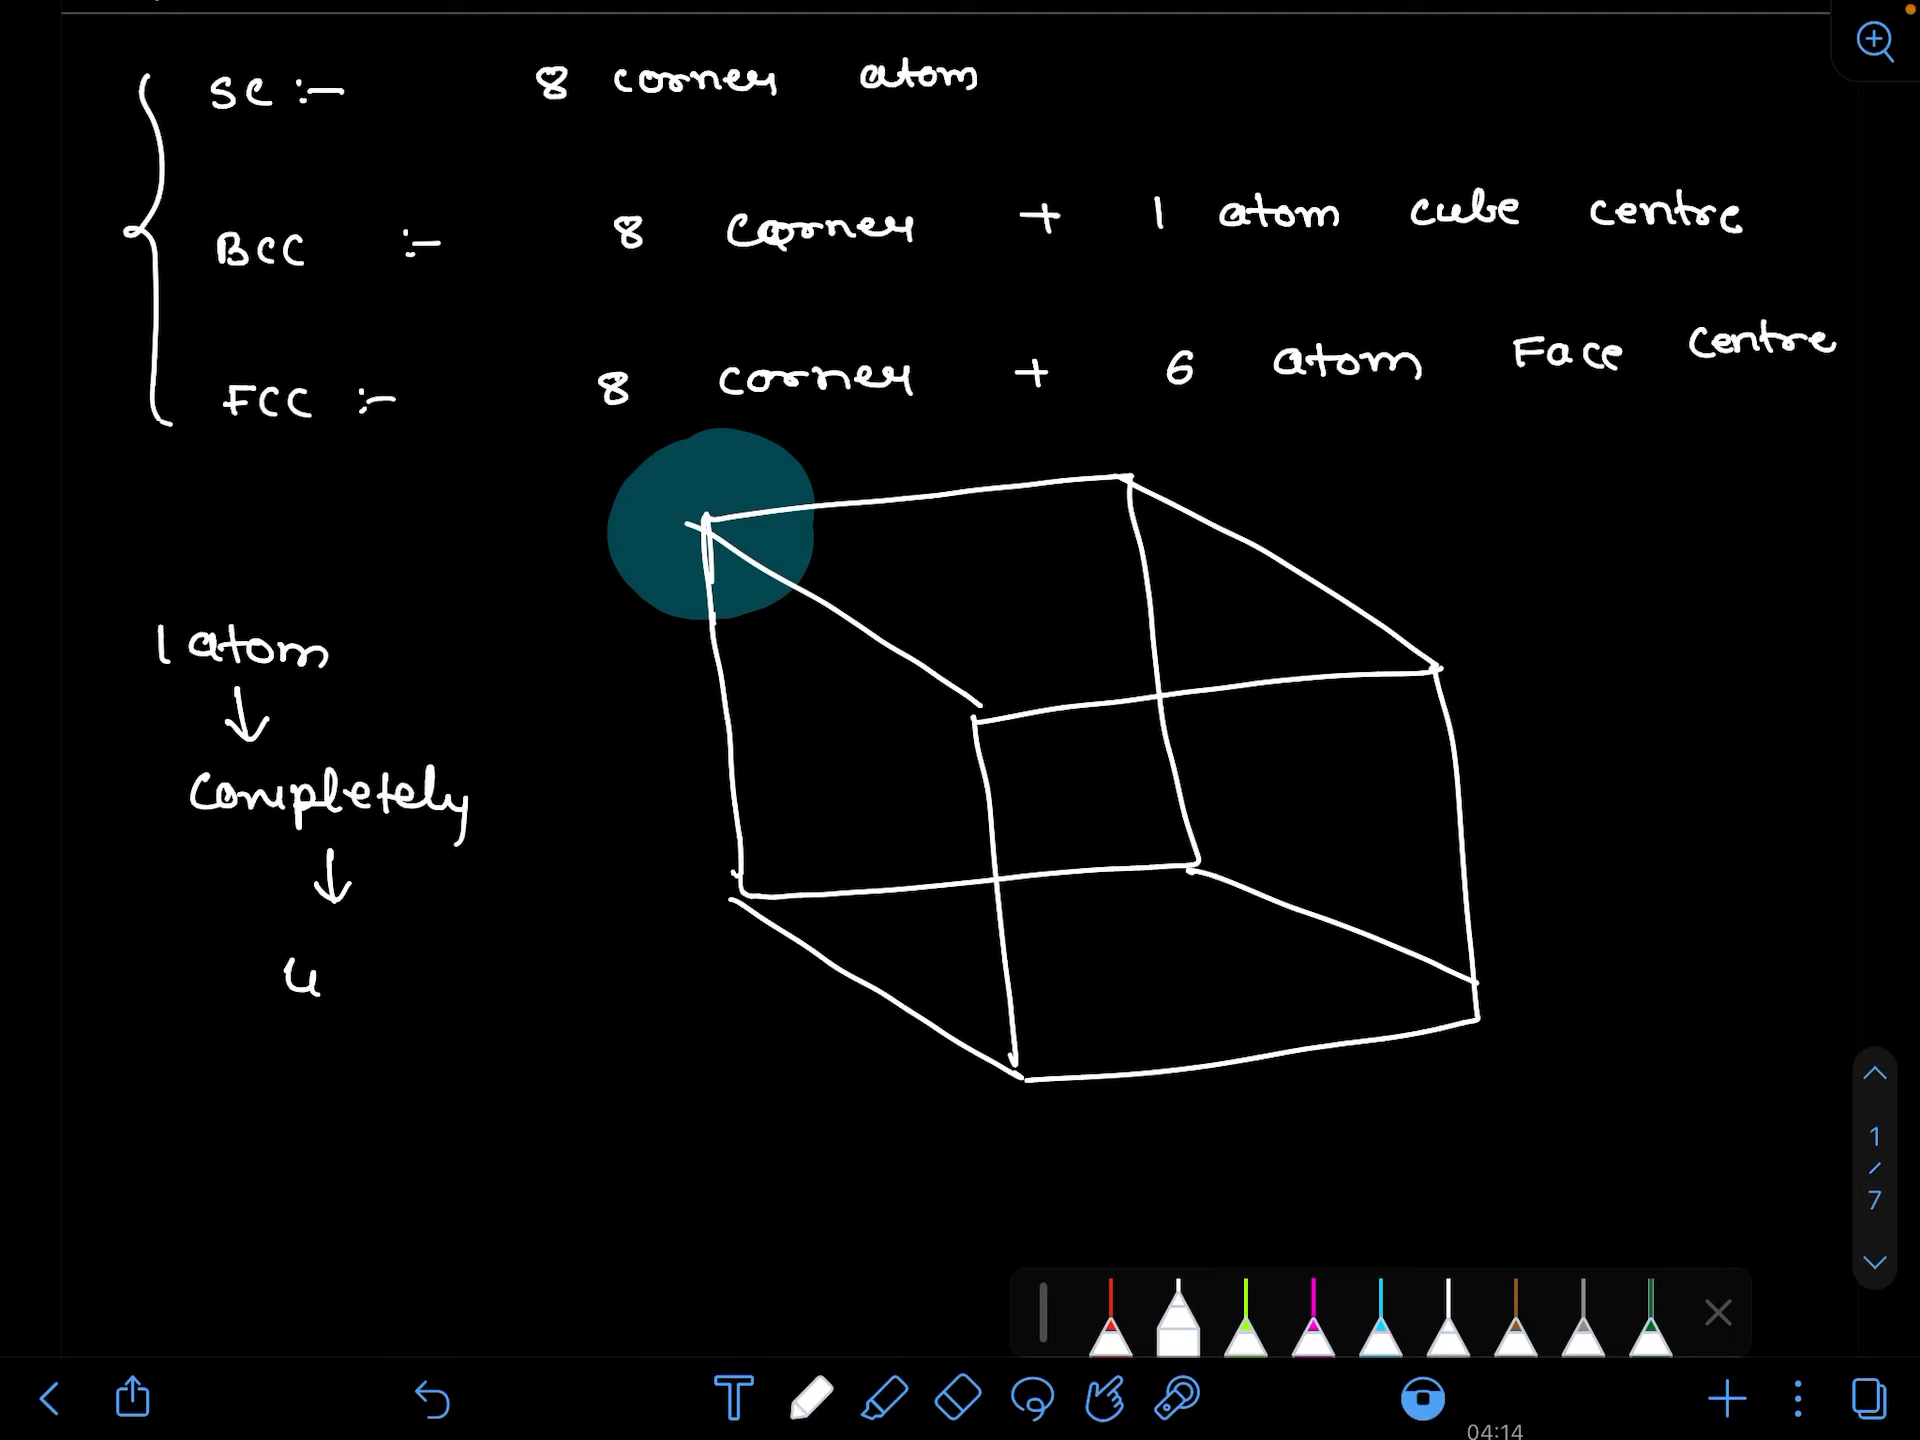 SC :- 8 corner atom
BCC :- 8 corner + 1 atom cube centre
FCC :- 8 corner + 6 atom Face centre
1 atom
↓
Completely
↓
1
/
7
T
04:14